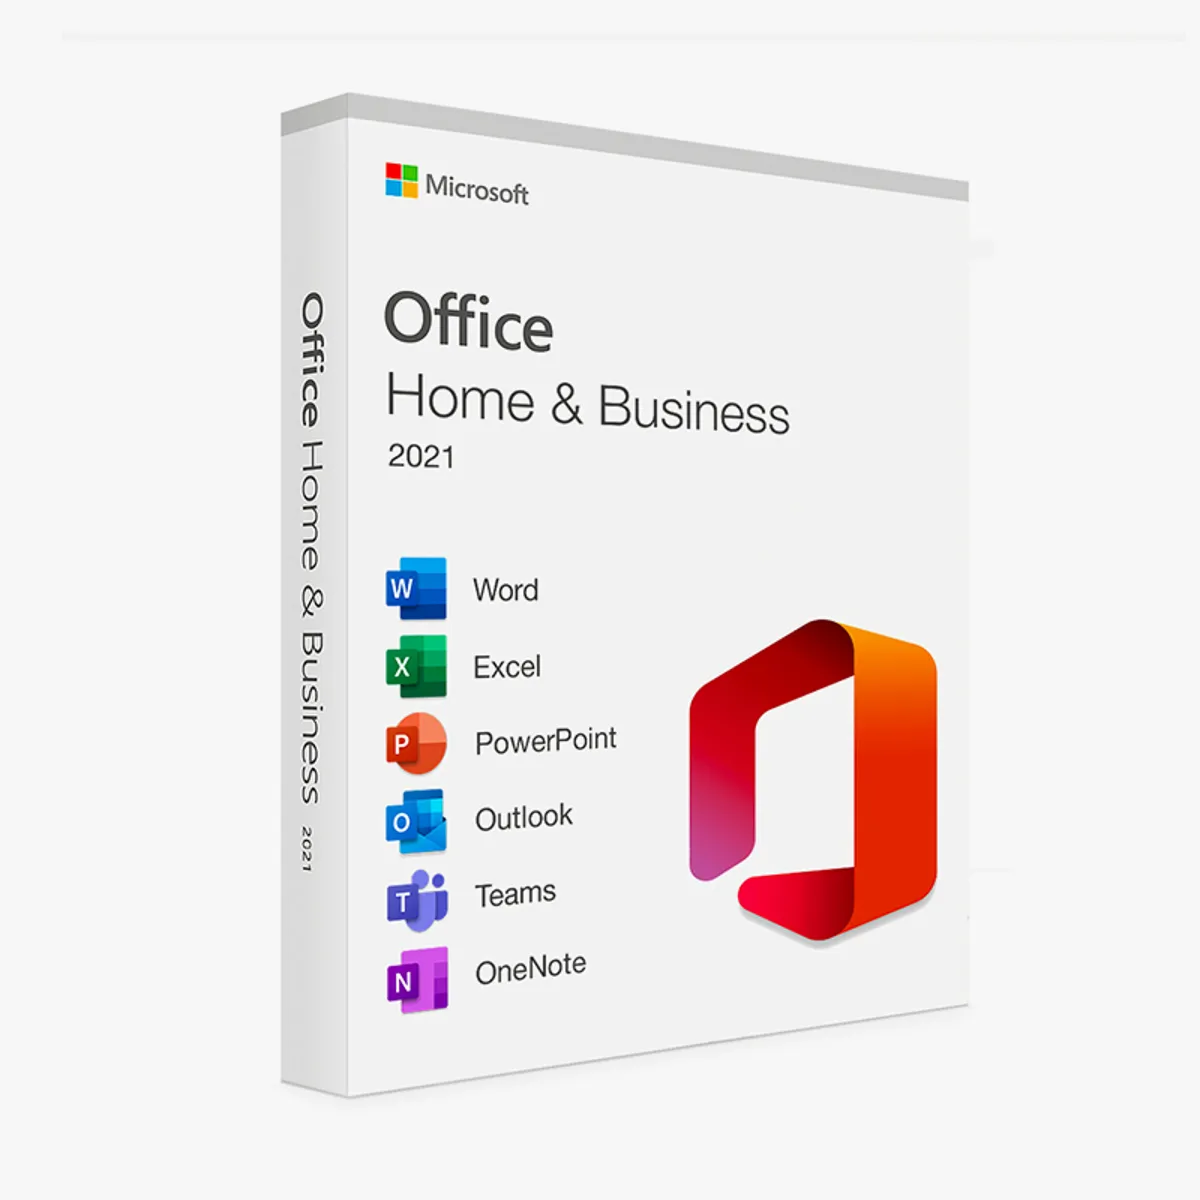 Microsoft
Office
Home & Business
2021
W Word
X Excel
P PowerPoint
O Outlook
T Teams
N OneNote
Office Home & Business 2021